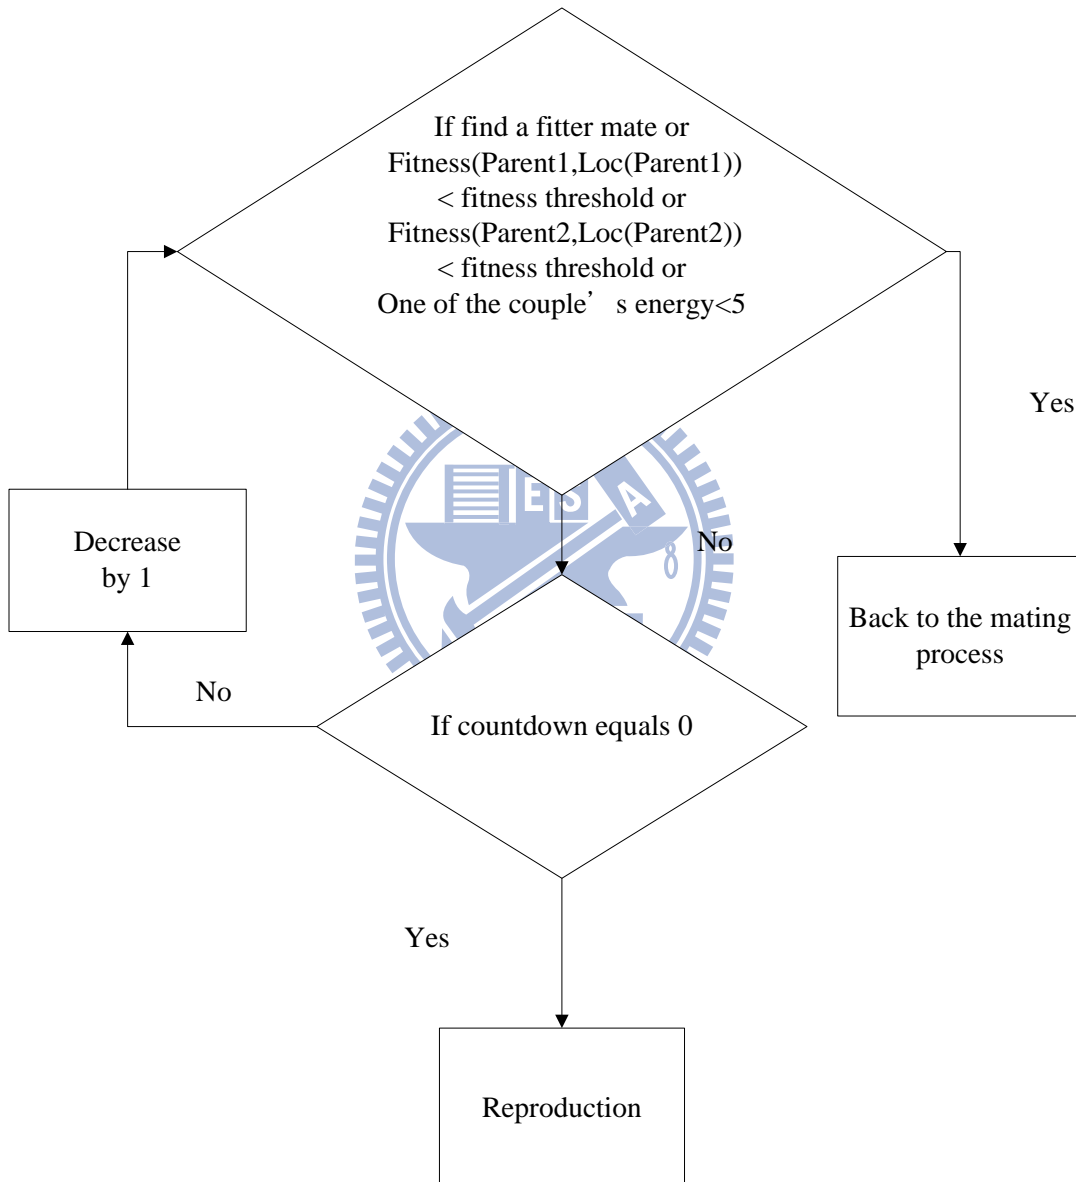 If find a fitter mate or
Fitness(Parent1,Loc(Parent1))
< fitness threshold or
Fitness(Parent2,Loc(Parent2))
< fitness threshold or
One of the couple’s energy<5
Yes
Decrease
by 1
E S A
No
8
Back to the mating
process
No
If countdown equals 0
Yes
Reproduction